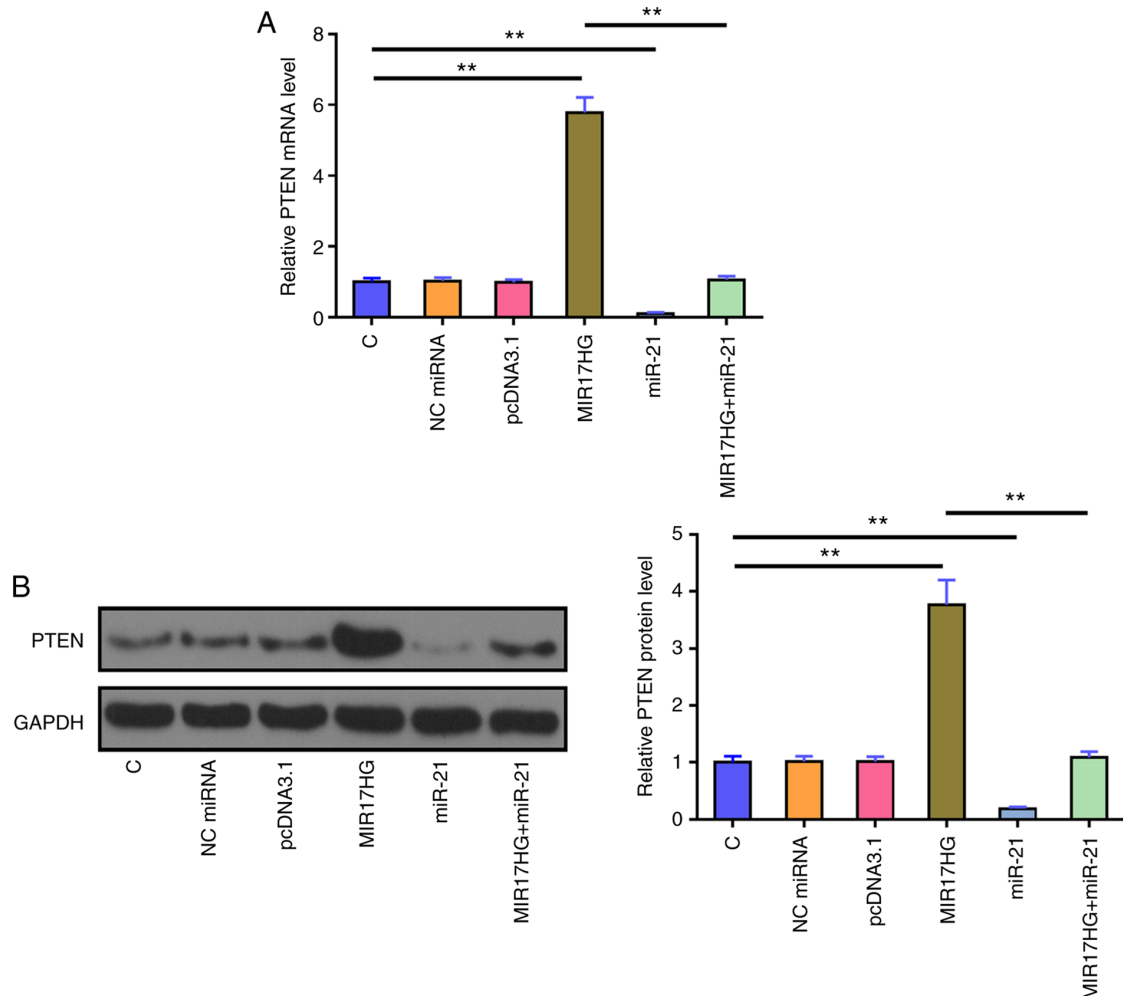 A
Relative PTEN mRNA level
8
6
4
2
0
**
**
**
C
NC miRNA
pcDNA3.1
MIR17HG
miR-21
MIR17HG+miR-21
B
PTEN
GAPDH
C
NC miRNA
pcDNA3.1
MIR17HG
miR-21
MIR17HG+miR-21
Relative PTEN protein level
5
4
3
2
1
0
**
**
**
C
NC miRNA
pcDNA3.1
MIR17HG
miR-21
MIR17HG+miR-21